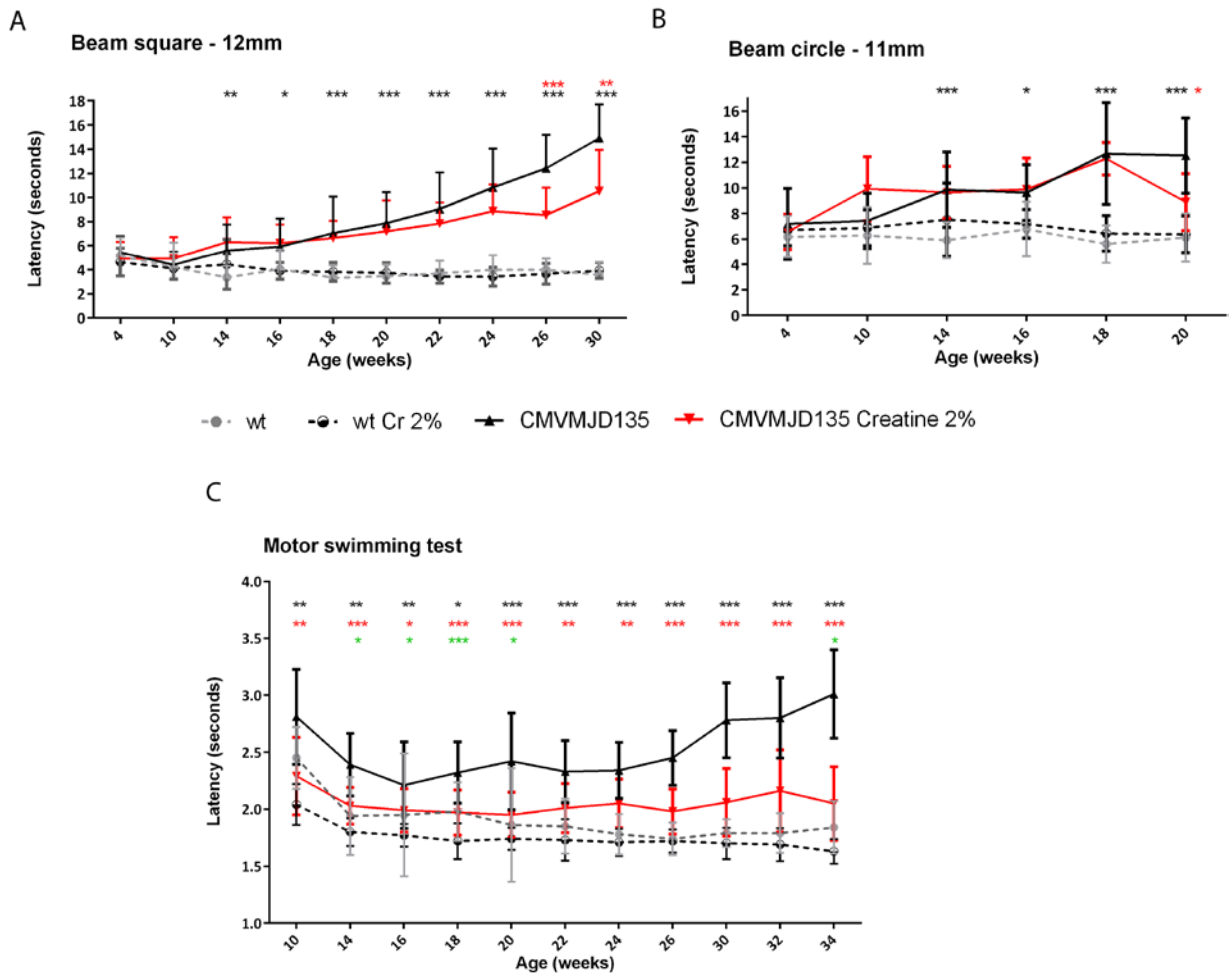 A
B
Beam square - 12mm
Beam circle - 11mm
*** **
** * *** *** *** *** *** ***
*** * *** *** *
Latency (seconds)
18
16
14
12
10
8
6
4
2
0
4 10 14 16 18 20 22 24 26 30
Age (weeks)
Latency (seconds)
16
14
12
10
8
6
4
2
0
4 10 14 16 18 20
Age (weeks)
wt wt Cr 2% CMVMJD135 CMVMJD135 Creatine 2%
C
Motor swimming test
** ** ** * *** *** *** *** *** *** ***
** *** * *** *** ** ** *** *** *** ***
* * *** * *
Latency (seconds)
4.0
3.5
3.0
2.5
2.0
1.5
1.0
10 14 16 18 20 22 24 26 30 32 34
Age (weeks)